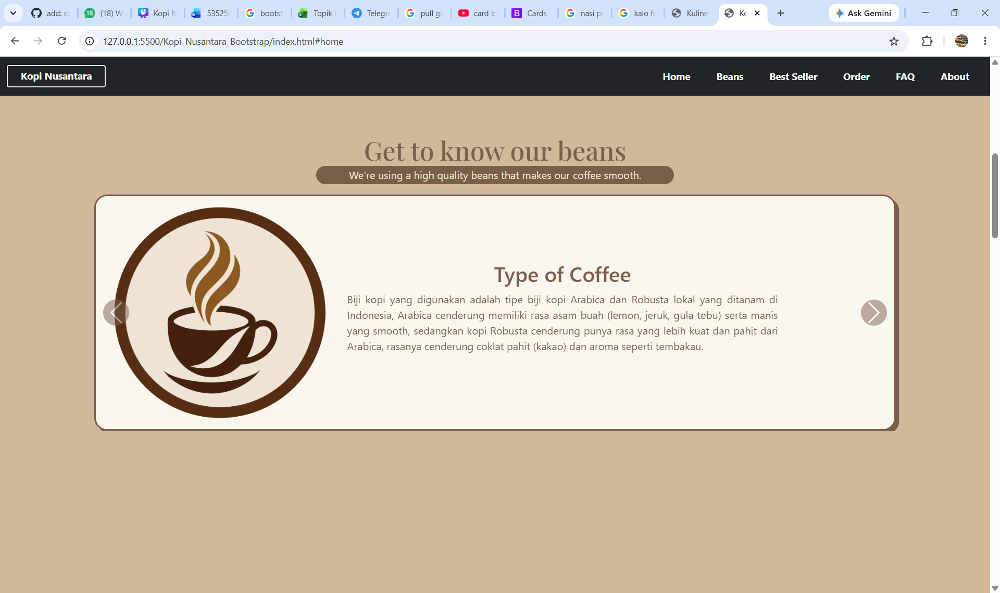 add: ca
(18) W
Kopi N
53525
bootst
Topik
Telegra
pull gi
card b
Cards
nasi pa
kalo fo
Kuline
Ko
Ask Gemini
127.0.0.1:5500/Kopi_Nusantara_Bootstrap/index.html#home
Kopi Nusantara
Home
Beans
Best Seller
Order
FAQ
About
Get to know our beans
We're using a high quality beans that makes our coffee smooth.
Type of Coffee
Biji kopi yang digunakan adalah tipe biji kopi Arabica dan Robusta lokal yang ditanam di
Indonesia, Arabica cenderung memiliki rasa asam buah (lemon, jeruk, gula tebu) serta manis
yang smooth, sedangkan kopi Robusta cenderung punya rasa yang lebih kuat dan pahit dari
Arabica, rasanya cenderung coklat pahit (kakao) dan aroma seperti tembakau.